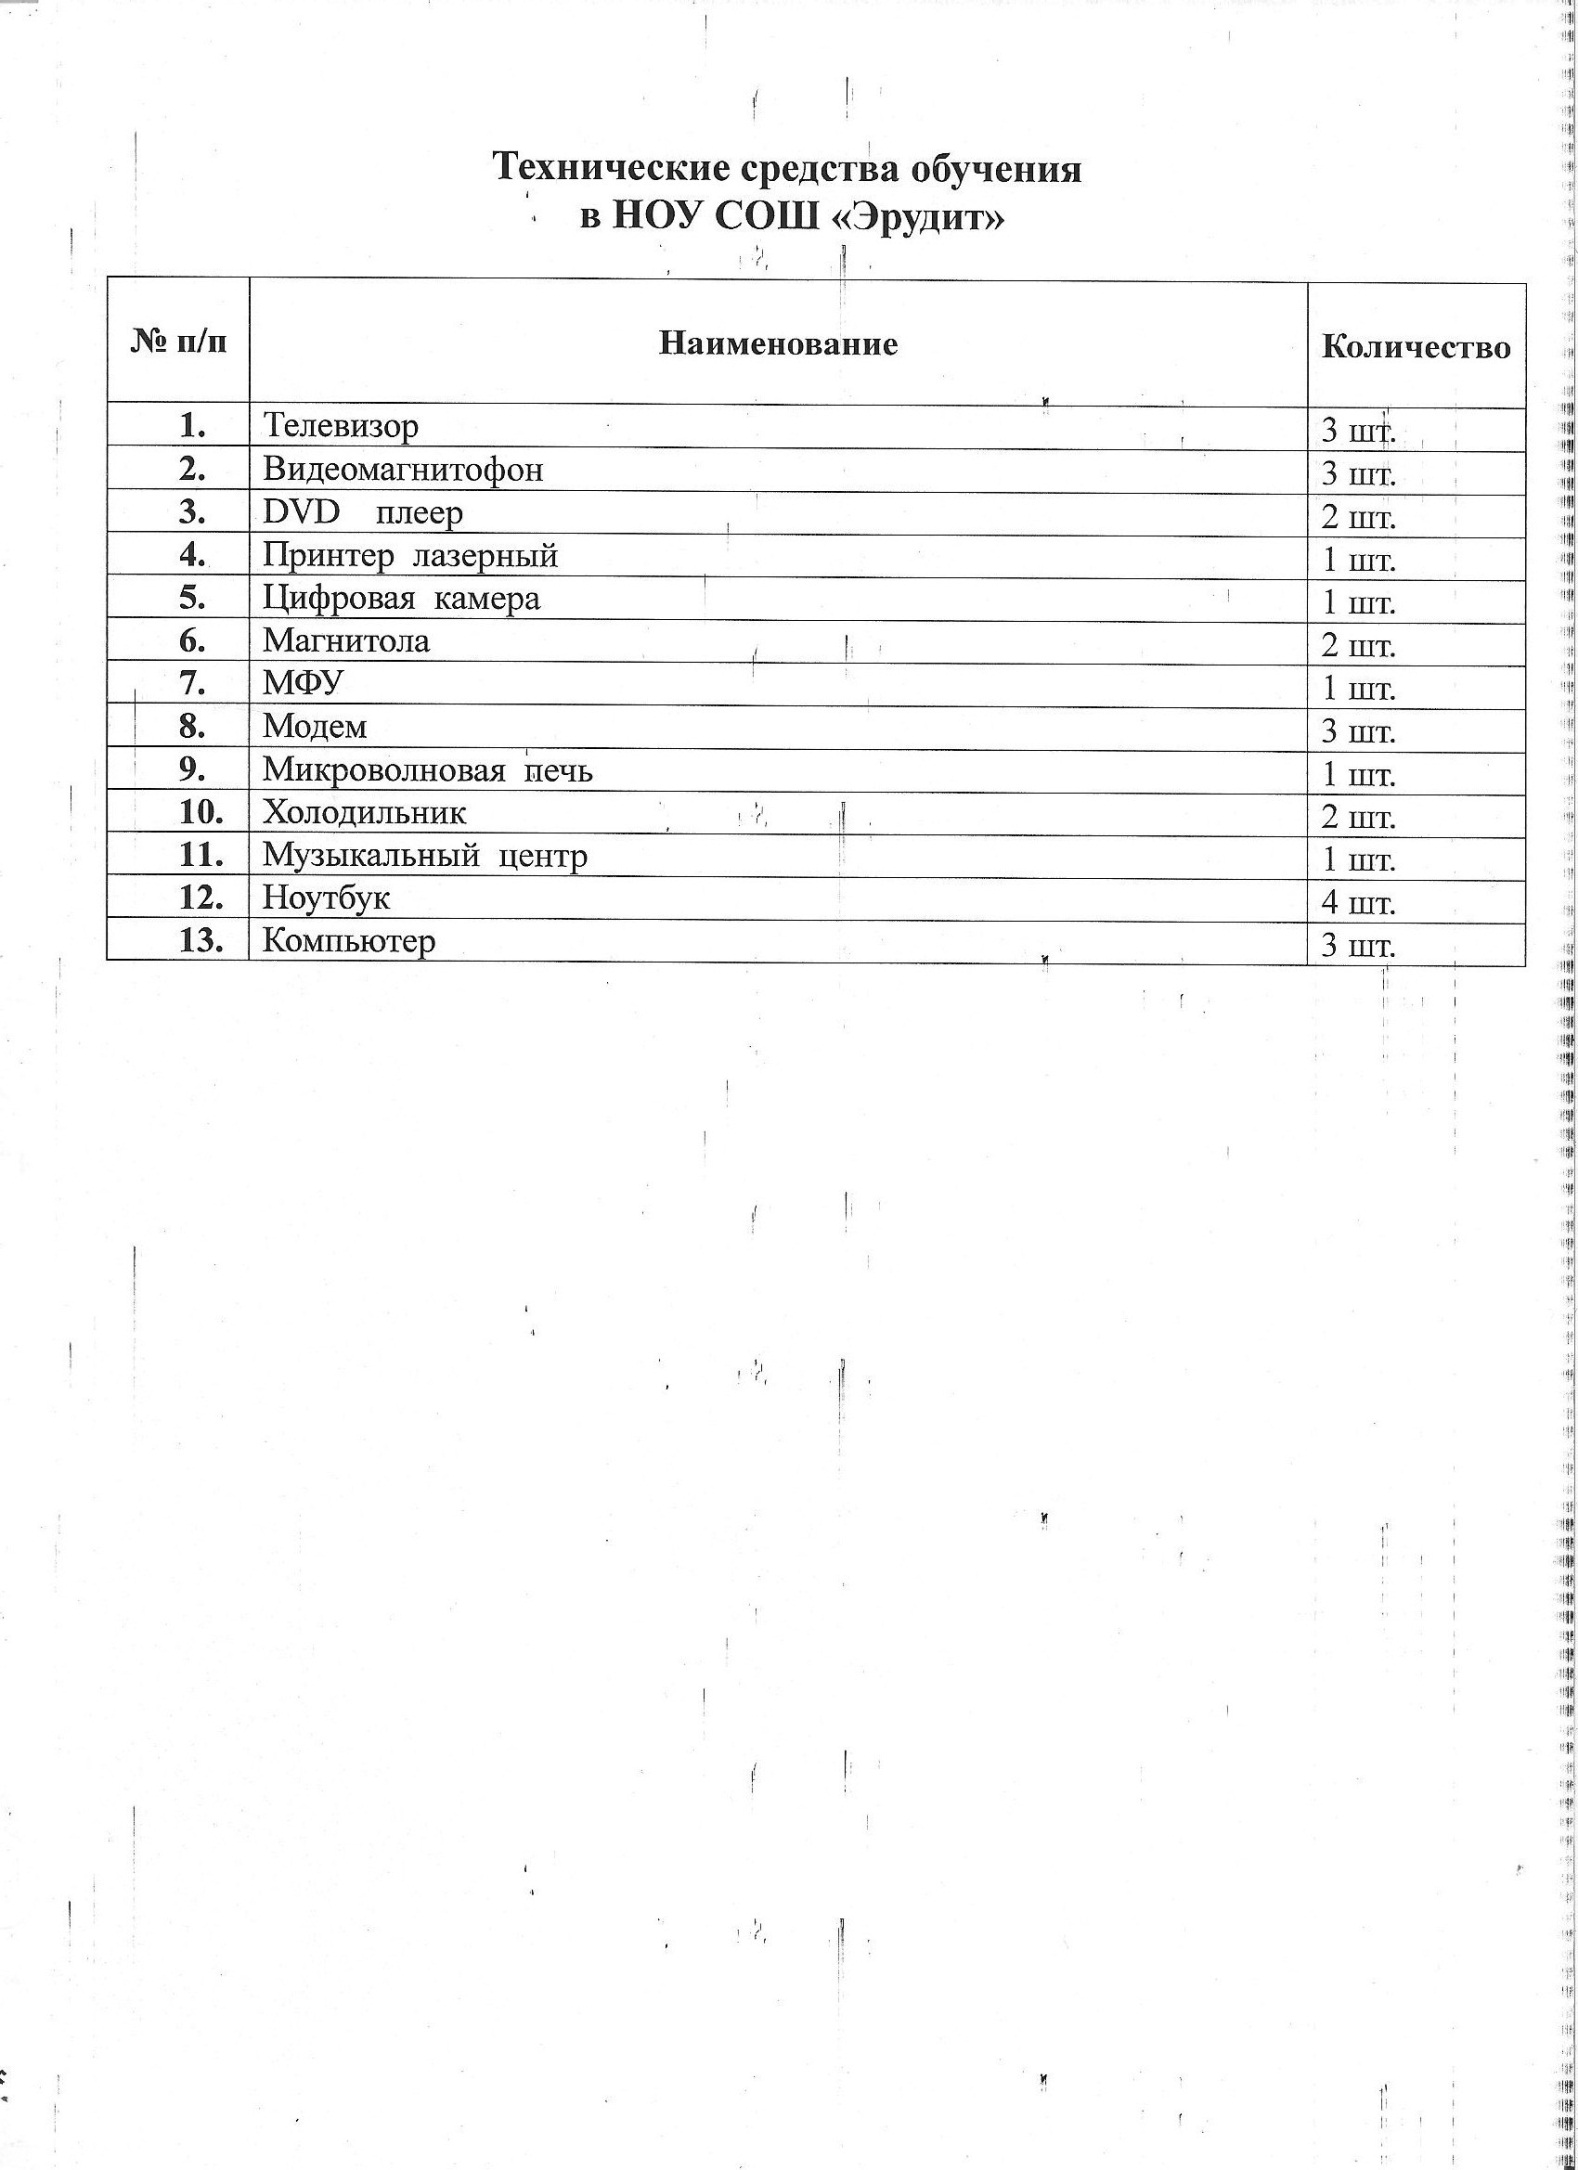 Технические средства обучения
в НОУ СОШ «Эрудит»
№ п/п Наименование Количество
1. Телевизор 3 шт.
2. Видеомагнитофон 3 шт.
3. DVD плеер 2 шт.
4. Принтер лазерный 1 шт.
5. Цифровая камера 1 шт.
6. Магнитола 2 шт.
7. МФУ 1 шт.
8. Модем 3 шт.
9. Микроволновая печь 1 шт.
10. Холодильник 2 шт.
11. Музыкальный центр 1 шт.
12. Ноутбук 4 шт.
13. Компьютер 3 шт.